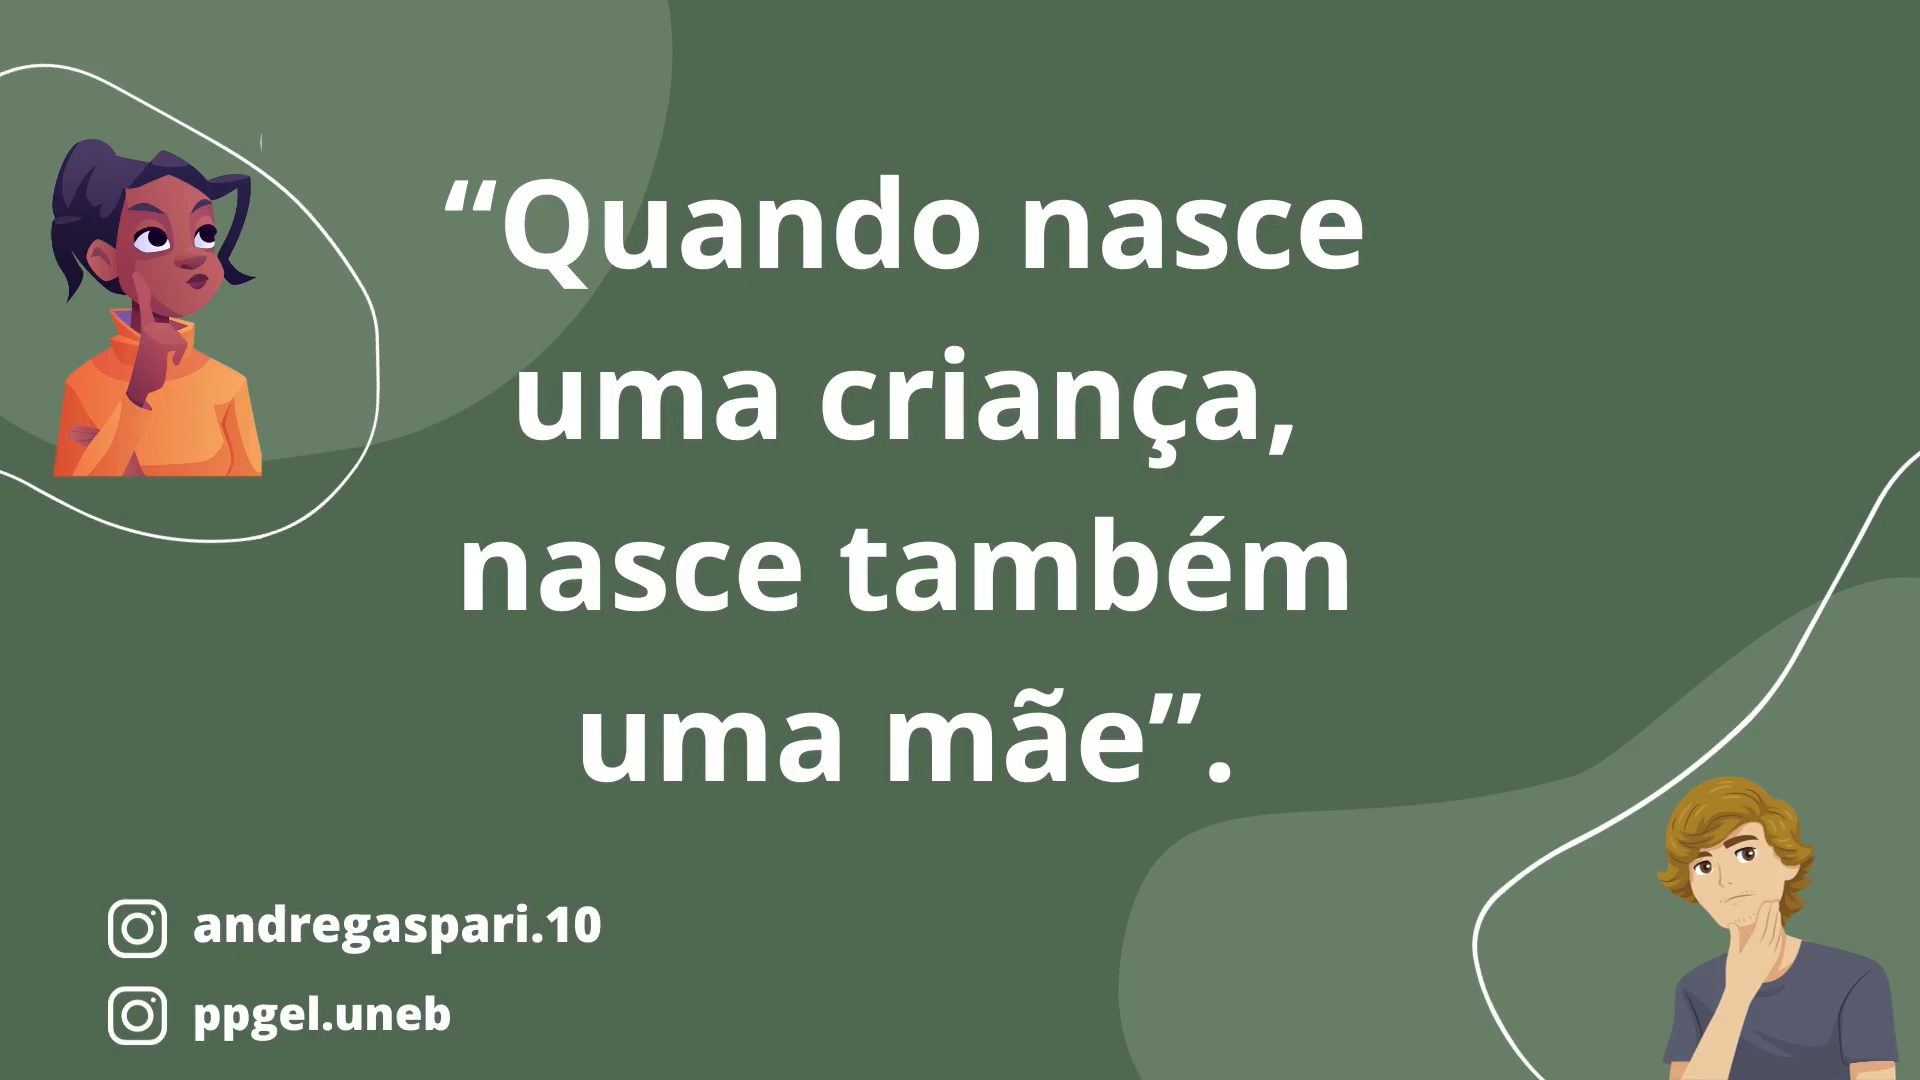 “Quando nasce
uma criança,
nasce também
uma mãe”.
andregaspari.10
ppgel.uneb